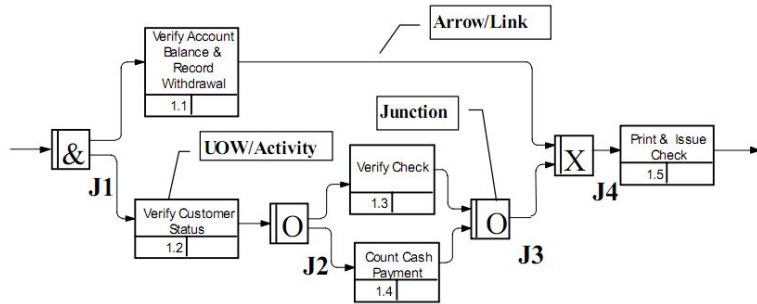 Arrow/Link
Verify Account
Balance &
Record
Withdrawal
1.1
Junction
&
J1
UOW/Activity
Verify Customer
Status
1.2
O
J2
Verify Check
1.3
Count Cash
Payment
1.4
O
J3
X
J4
Print & Issue
Check
1.5